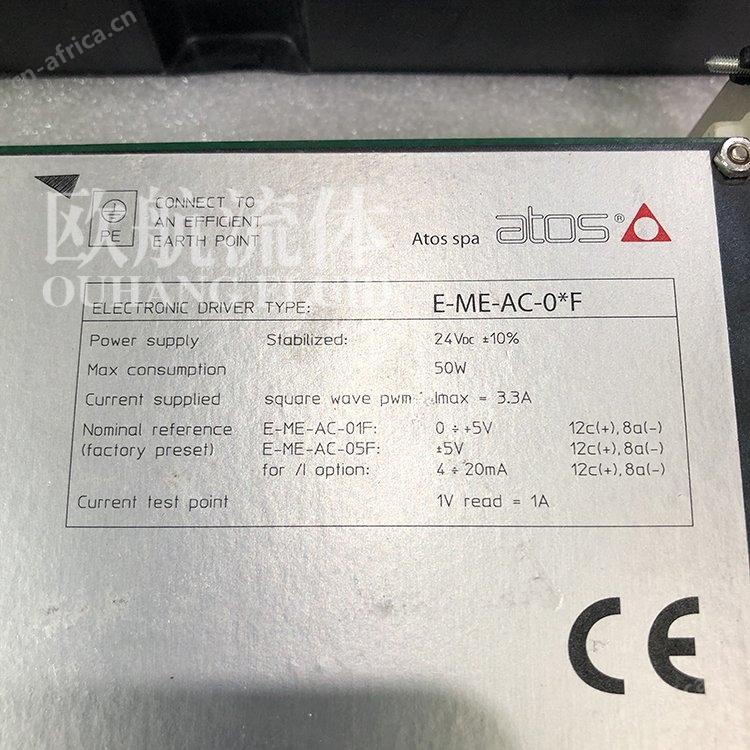 en-africa.cn
欧航流体
OUHANG FLUID
PE
CONNECT TO
AN EFFICIENT
EARTH POINT
Atos spa atos®
ELECTRONIC DRIVER TYPE: E-ME-AC-0*F
Power supply Stabilized: 24VDC ±10%
Max consumption 50W
Current supplied square wave pwm Imax = 3.3A
Nominal reference E-ME-AC-01F: 0 ÷ +5V 12c(+),8a(-)
(factory preset) E-ME-AC-05F: ±5V 12c(+),8a(-)
for /I option: 4 ÷ 20mA 12c(+),8a(-)
Current test point 1V read = 1A
CE